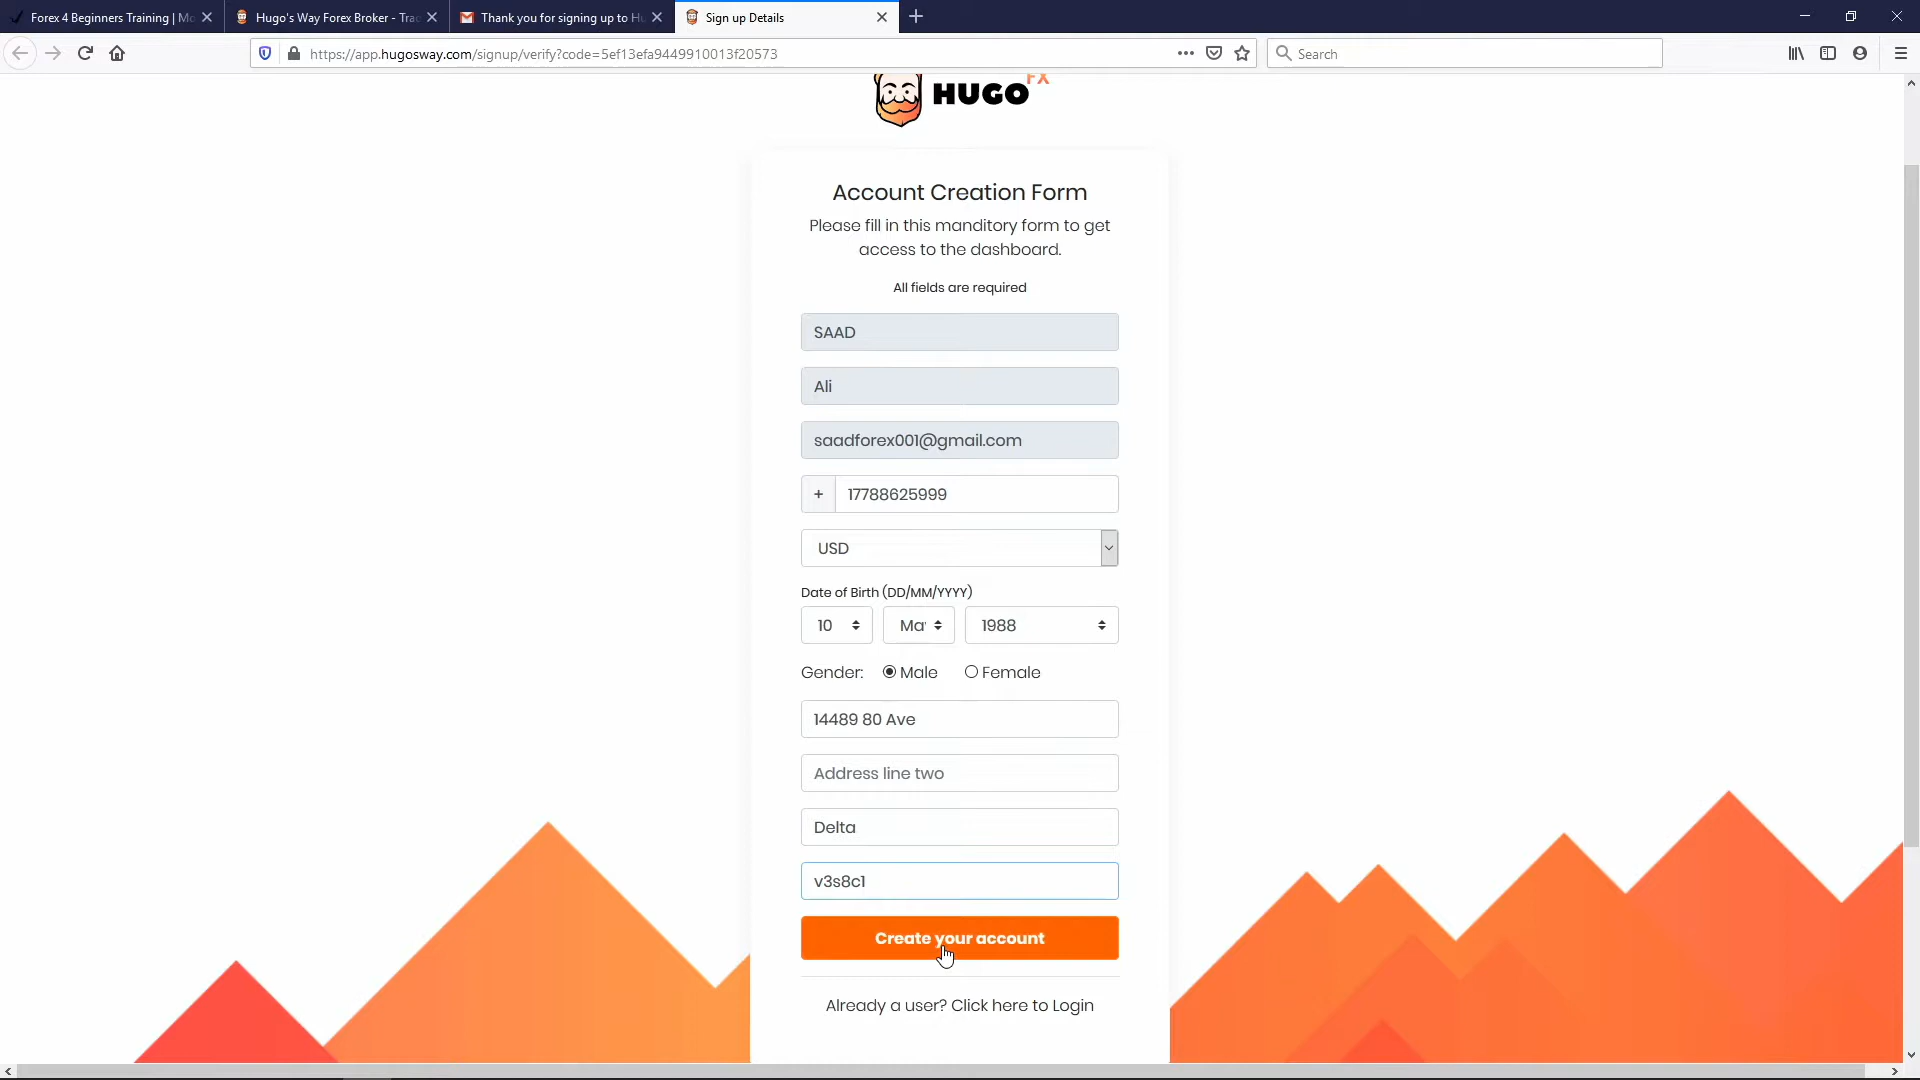 Forex 4 Beginners Training | Mo
Hugo's Way Forex Broker - Trad
Thank you for signing up to Hu
Sign up Details
https://app.hugosway.com/signup/verify?code=5ef13efa9449910013f20573
Search
HUGO FX
Account Creation Form
Please fill in this manditory form to get
access to the dashboard.
All fields are required
SAAD
Ali
saadforex001@gmail.com
+ 17788625999
USD
Date of Birth (DD/MM/YYYY)
10 May 1988
Gender: Male Female
14489 80 Ave
Address line two
Delta
v3s8c1
Create your account
Already a user? Click here to Login